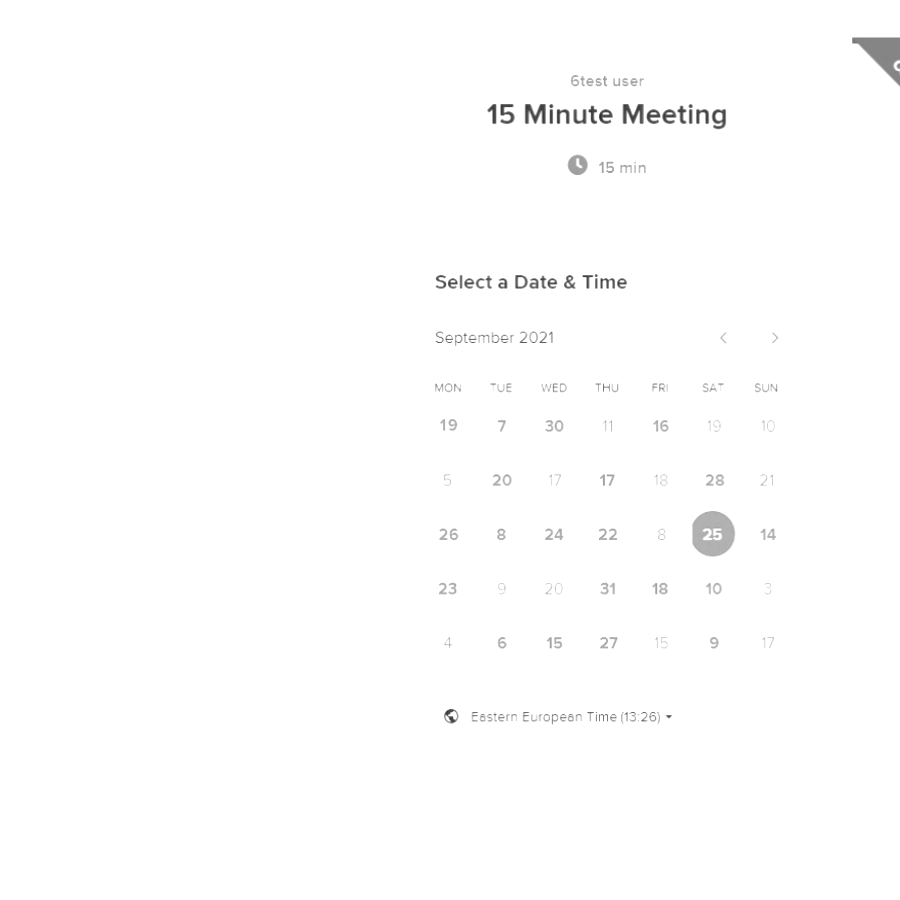 6test user
15 Minute Meeting
15 min
Select a Date & Time
September 2021
MON TUE WED THU FRI SAT SUN
19 7 30 11 16 19 10
5 20 17 17 18 28 21
26 8 24 22 8 25 14
23 9 20 31 18 10 3
4 6 15 27 15 9 17
Eastern European Time (13:26)